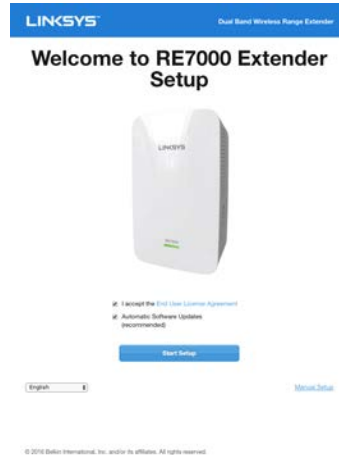 LINKSYS™
Dual Band Wireless Range Extender
Welcome to RE7000 Extender
Setup
LINKSYS
I accept the End User License Agreement
Automatic Software Updates
(recommended)
Start Setup
English
Manual Setup
© 2016 Belkin International, Inc. and/or its affiliates. All rights reserved.